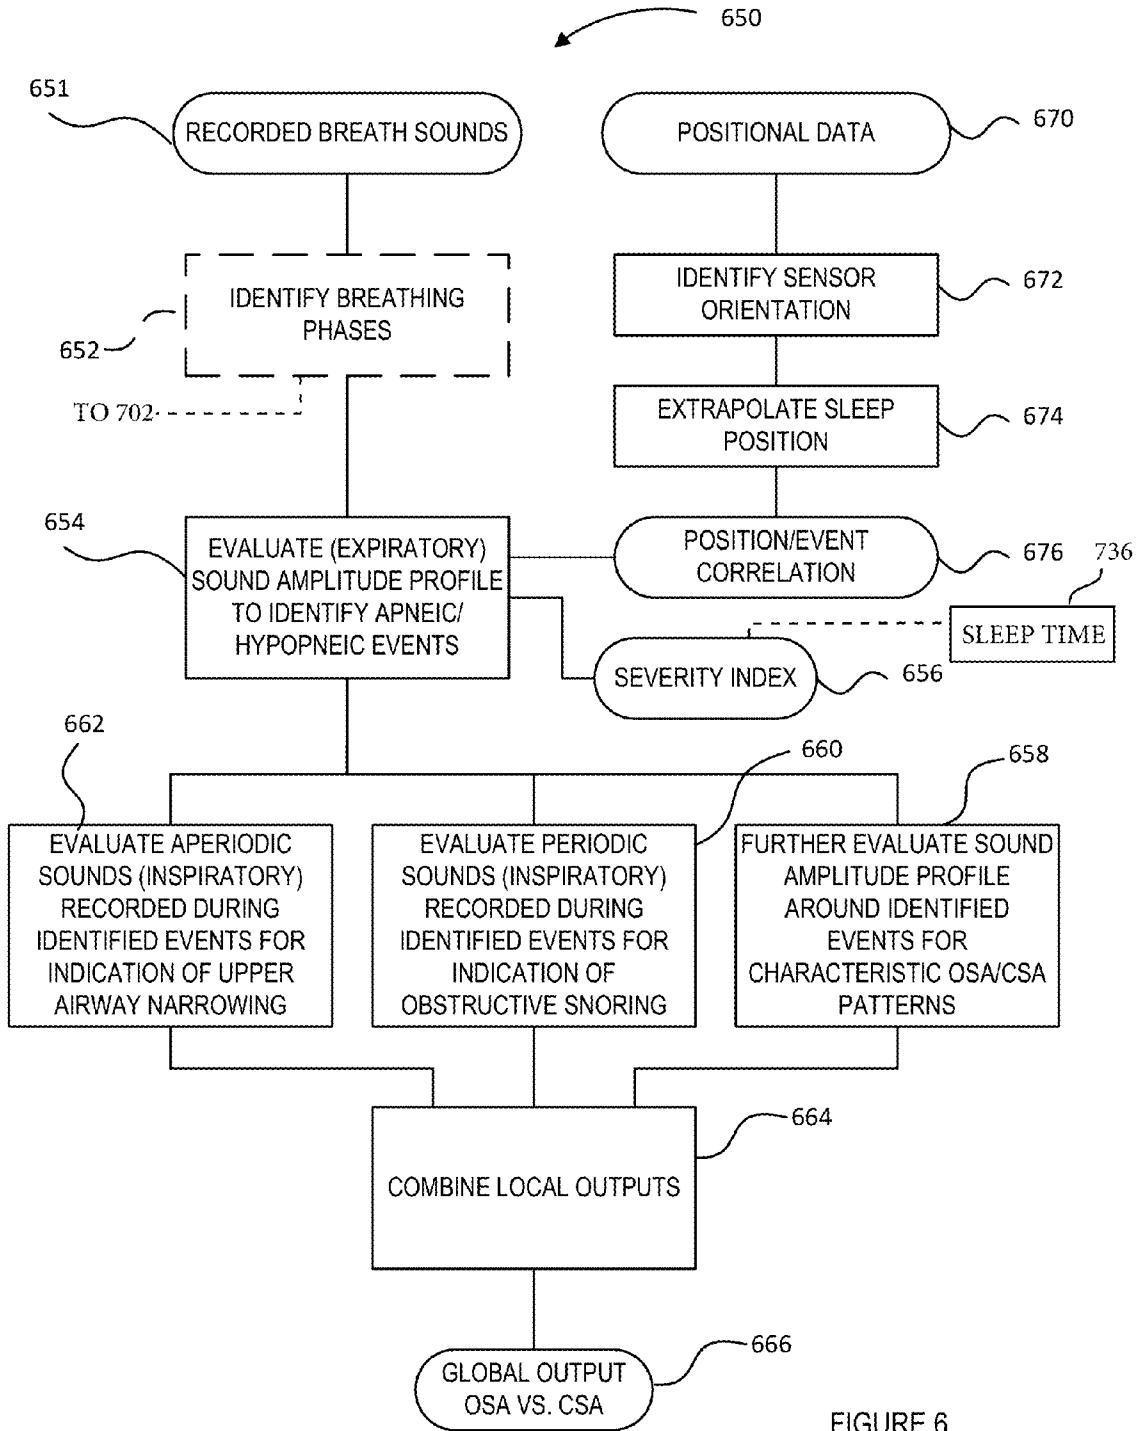 650
651
RECORDED BREATH SOUNDS
POSITIONAL DATA
670
IDENTIFY BREATHING
PHASES
652
TO 702
IDENTIFY SENSOR
ORIENTATION
672
EXTRAPOLATE SLEEP
POSITION
674
654
EVALUATE (EXPIRATORY)
SOUND AMPLITUDE PROFILE
TO IDENTIFY APNEIC/
HYPOPNEIC EVENTS
POSITION/EVENT
CORRELATION
676
736
SLEEP TIME
SEVERITY INDEX
656
662
660
658
EVALUATE APERIODIC
SOUNDS (INSPIRATORY)
RECORDED DURING
IDENTIFIED EVENTS FOR
INDICATION OF UPPER
AIRWAY NARROWING
EVALUATE PERIODIC
SOUNDS (INSPIRATORY)
RECORDED DURING
IDENTIFIED EVENTS FOR
INDICATION OF
OBSTRUCTIVE SNORING
FURTHER EVALUATE SOUND
AMPLITUDE PROFILE
AROUND IDENTIFIED
EVENTS FOR
CHARACTERISTIC OSA/CSA
PATTERNS
664
COMBINE LOCAL OUTPUTS
666
GLOBAL OUTPUT
OSA VS. CSA
FIGURE 6